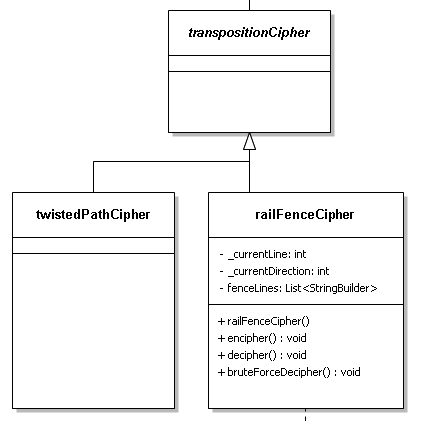 transpositionCipher
twistedPathCipher
railFenceCipher
- _currentLine: int
- _currentDirection: int
- fenceLines: List<StringBuilder>
+ railFenceCipher()
+ encipher() : void
+ decipher() : void
+ bruteForceDecipher() : void